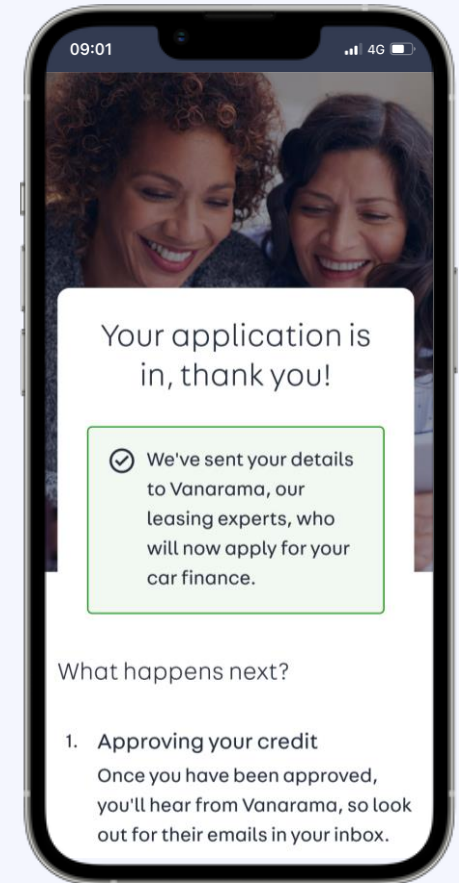 09:01
4G
Your application is
in, thank you!
We've sent your details
to Vanarama, our
leasing experts, who
will now apply for your
car finance.
What happens next?
1. Approving your credit
Once you have been approved,
you'll hear from Vanarama, so look
out for their emails in your inbox.